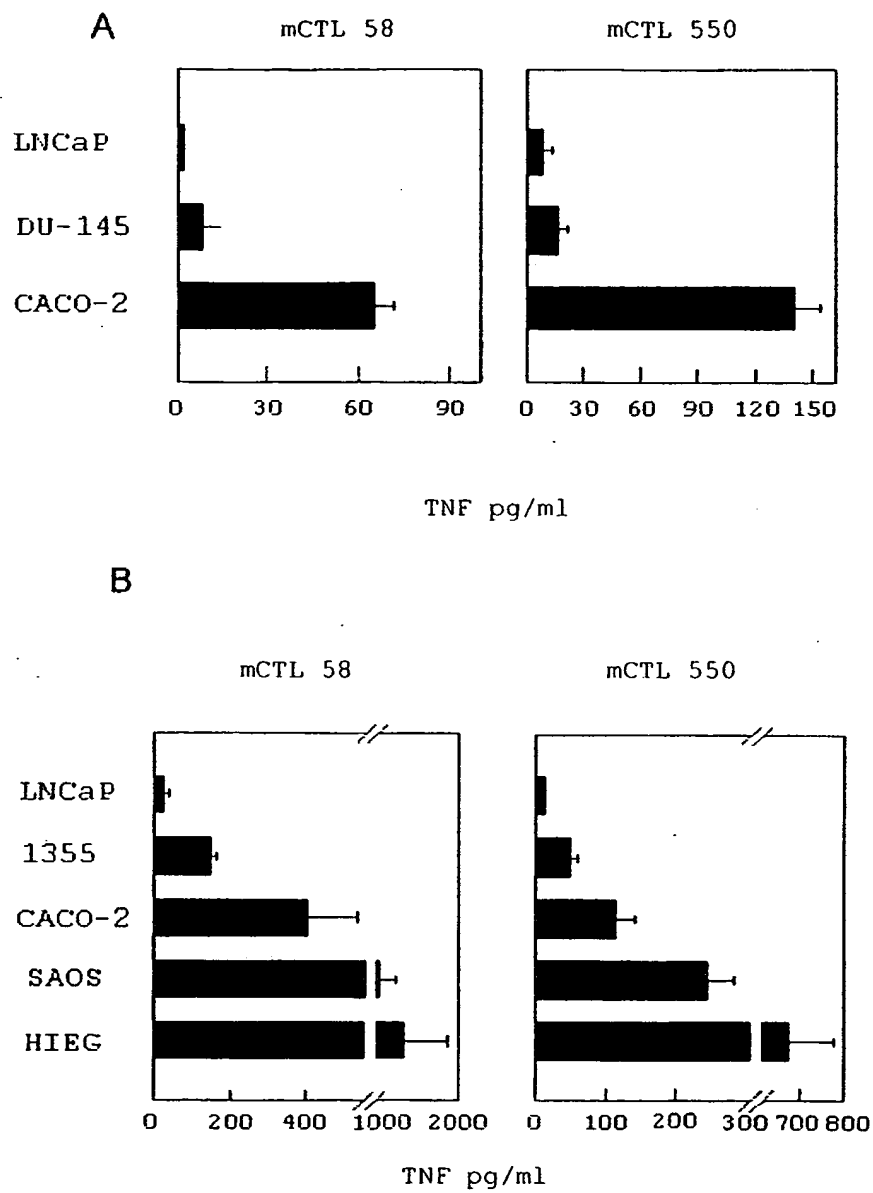 A
mCTL 58
mCTL 550
LNCaP
DU-145
CACO-2
0 30 60 90
0 30 60 90 120 150
TNF pg/ml
B
mCTL 58
mCTL 550
LNCaP
1355
CACO-2
SAOS
HIEG
0 200 400 1000 2000
0 100 200 300 700 800
TNF pg/ml